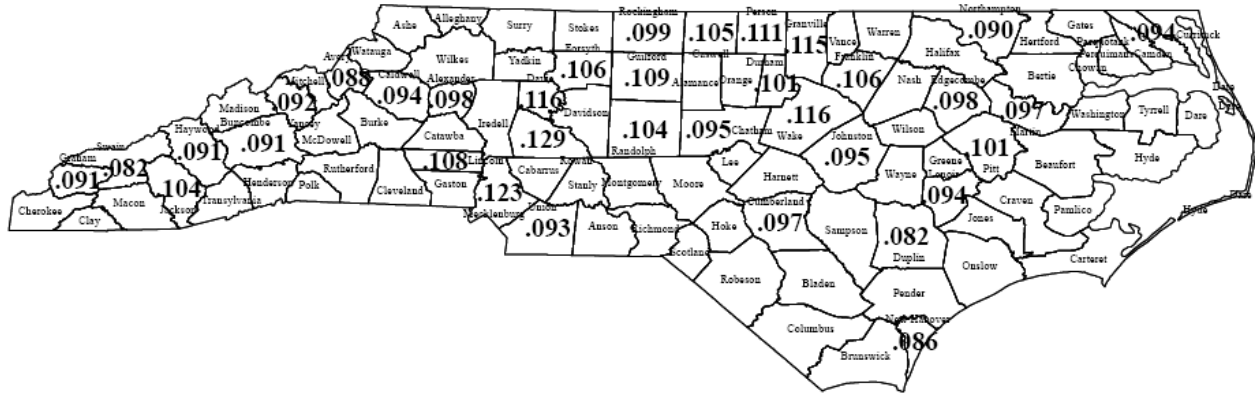 Rockingham Person Northampton
Ashe Alleghany Surry Stokes .099 .105 .111 Granville .115 Vance Warren .090 Gates .094 Currituck
Watauga Wilkes Yadkin Forsyth Guilford Caswell Durham Franklin Halifax Hertford Pasquotank Perquimans Camden
Avery .088 Caldwell Alexander Davie .106 .109 Alamance Orange .101 .106 Nash Edgecombe Bertie Chowan
Mitchell .092 .094 .098 .116 Davidson .098 .097 Washington Tyrrell Dare
Madison Yancey Burke Iredell .104 .095 Chatham .116 Wake Wilson Martin
Haywood Buncombe McDowell Catawba .129 Randolph Johnston Greene .101 Beaufort Hyde
Swain .091 .091 Rutherford .108 Lincoln Rowan Lee .095 Wayne Lenoir Pitt
Graham .082 Henderson Polk Cleveland Gaston Cabarrus Stanly Montgomery Moore Harnett .094 Craven Pamlico
.091 .104 Transylvania .123 Cumberland Jones Hyde
Cherokee Macon Jackson Mecklenburg Union .097 Sampson
Clay .093 Anson Richmond Hoke .082 Carteret
Scotland Duplin Onslow
Robeson Bladen Pender
Columbus New Hanover
Brunswick .086